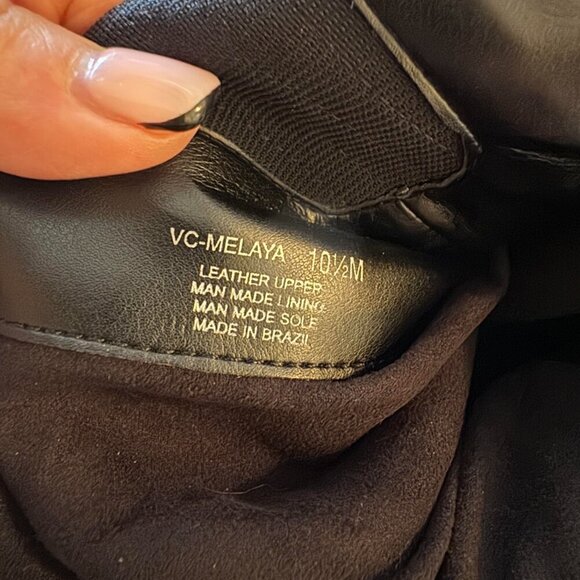 VC-MELAYA 10½M
LEATHER UPPER
MAN MADE LINING
MAN MADE SOLE
MADE IN BRAZIL